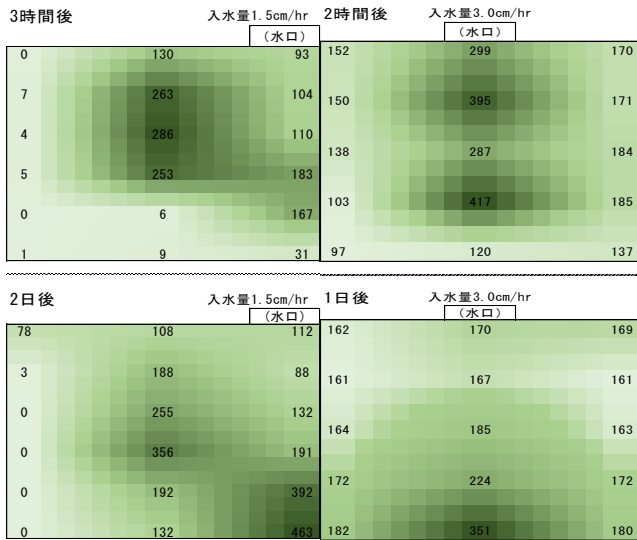 3時間後 入水量1.5cm/hr
(水口)
0 130 93
7 263 104
4 286 110
5 253 183
0 6 167
1 9 31
2時間後 入水量3.0cm/hr
(水口)
152 299 170
150 395 171
138 287 184
103 417 185
97 120 137
2日後 入水量1.5cm/hr
(水口)
78 108 112
3 188 88
0 255 132
0 356 191
0 192 392
0 132 463
1日後 入水量3.0cm/hr
(水口)
162 170 169
161 167 161
164 185 163
172 224 172
182 351 180